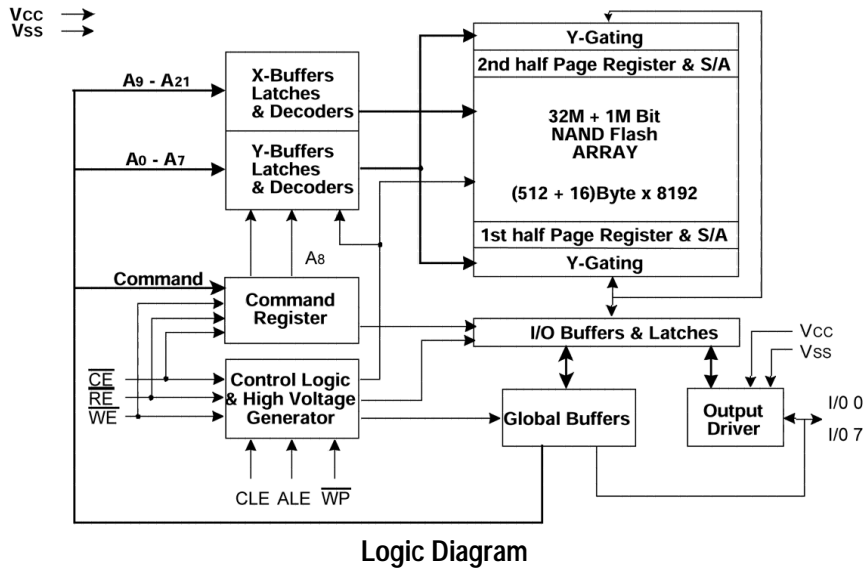 VCC
VSS
A9 - A21
X-Buffers
Latches
& Decoders
A0 - A7
Y-Buffers
Latches
& Decoders
Y-Gating
2nd half Page Register & S/A
32M + 1M Bit
NAND Flash
ARRAY
(512 + 16)Byte x 8192
1st half Page Register & S/A
Y-Gating
A8
Command
Command
Register
I/O Buffers & Latches
VCC
VSS
CE
RE
WE
Control Logic
& High Voltage
Generator
Global Buffers
Output
Driver
I/0 0
I/0 7
CLE ALE WP
Logic Diagram